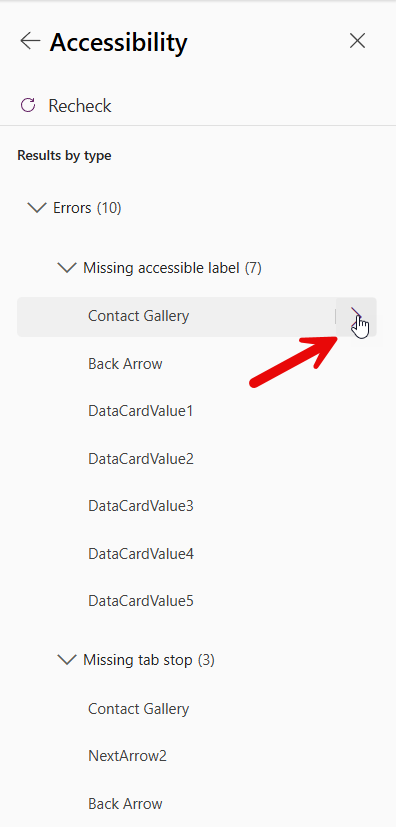 Accessibility
Recheck
Results by type
Errors (10)
Missing accessible label (7)
Contact Gallery
Back Arrow
DataCardValue1
DataCardValue2
DataCardValue3
DataCardValue4
DataCardValue5
Missing tab stop (3)
Contact Gallery
NextArrow2
Back Arrow